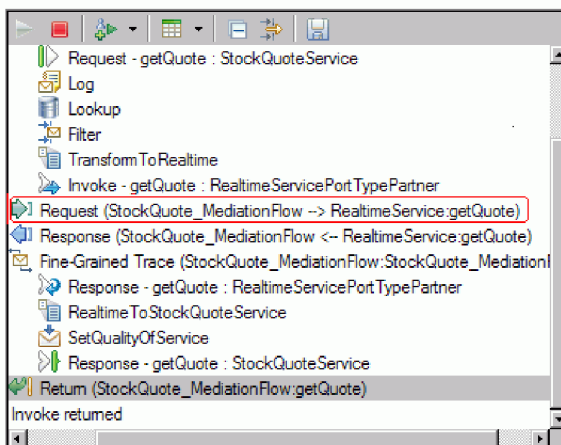 Request - getQuote : StockQuoteService
Log
Lookup
Filter
TransformToRealtime
Invoke - getQuote : RealtimeServicePortTypePartner
Request (StockQuote_MediationFlow --> RealtimeService:getQuote)
Response (StockQuote_MediationFlow <-- RealtimeService:getQuote)
Fine-Grained Trace (StockQuote_MediationFlow:StockQuote_MediationF
Response - getQuote : RealtimeServicePortTypePartner
RealtimeToStockQuoteService
SetQualityOfService
Response - getQuote : StockQuoteService
Return (StockQuote_MediationFlow:getQuote)
Invoke returned